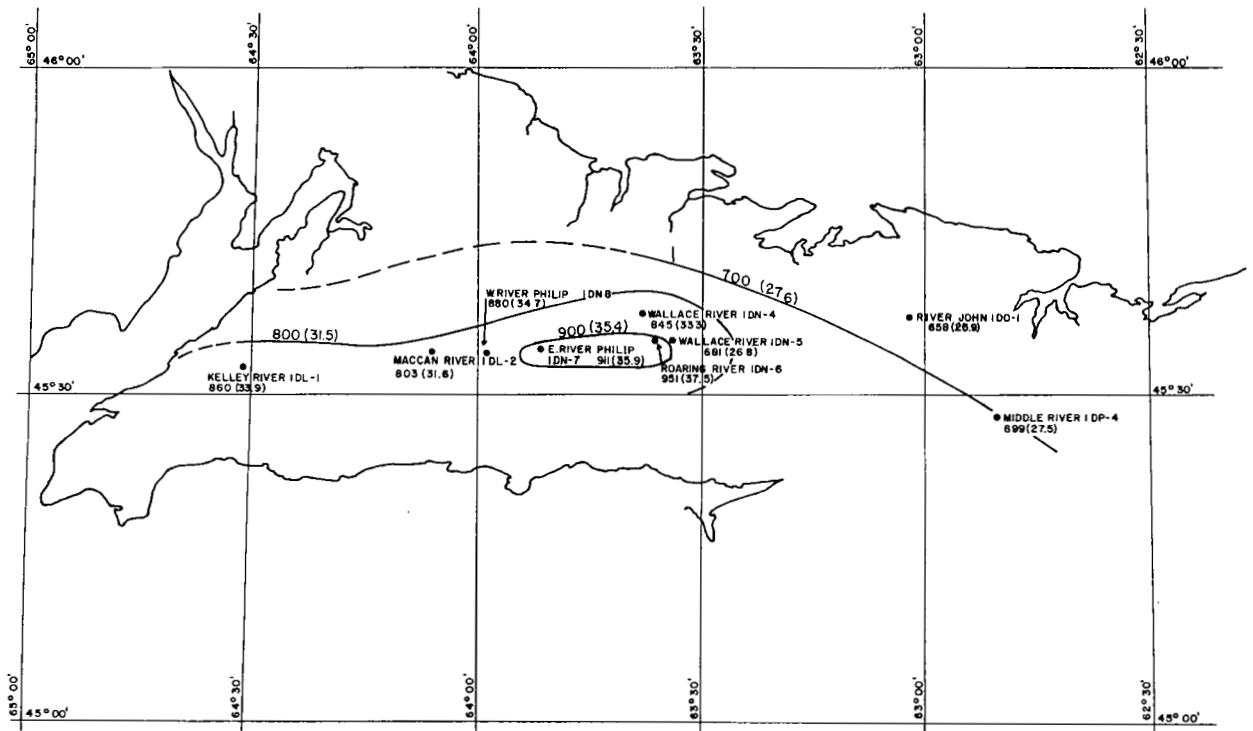 65° 00'
64° 30'
64° 00'
63° 30'
63° 00'
62° 30'
46° 00'
46° 00'
700 (27.6)
W.RIVER PHILIP 1DN8
880 (34.7)
WALLACE RIVER 1DN-4
845 (33.3)
RIVER JOHN 1DO-1
658 (26.9)
800 (31.5)
900 (35.4)
WALLACE RIVER 1DN-5
681 (26.8)
E.RIVER PHILIP
1DN-7 911 (35.9)
MACCAN RIVER 1DL-2
803 (31.6)
ROARING RIVER 1DN-6
951 (37.5)
KELLEY RIVER 1DL-1
860 (33.9)
45° 30'
45° 30'
MIDDLE RIVER 1DP-4
699 (27.5)
65° 00'
64° 30'
64° 00'
63° 30'
63° 00'
62° 30'
45° 00'
45° 00'